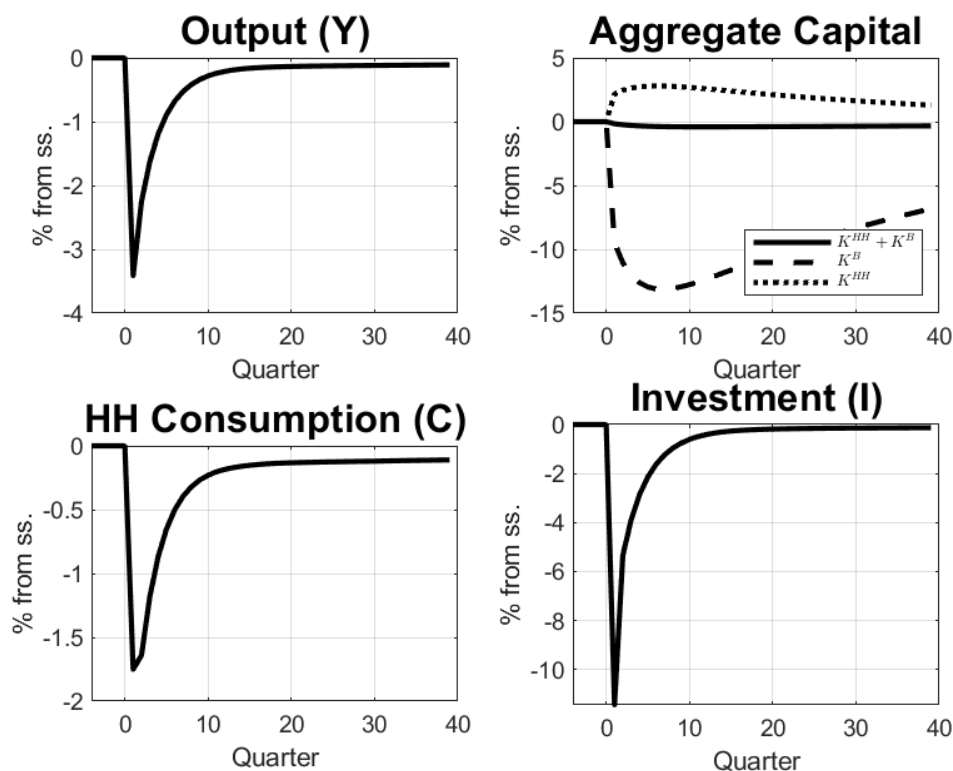 Output (Y)
% from ss.
0
-1
-2
-3
-4
0
10
20
30
40
Quarter
Aggregate Capital
% from ss.
5
0
-5
-10
-15
K^{HH} + K^B
K^B
K^{HH}
0
10
20
30
40
Quarter
HH Consumption (C)
% from ss.
0
-0.5
-1
-1.5
-2
0
10
20
30
40
Quarter
Investment (I)
% from ss.
0
-2
-4
-6
-8
-10
0
10
20
30
40
Quarter